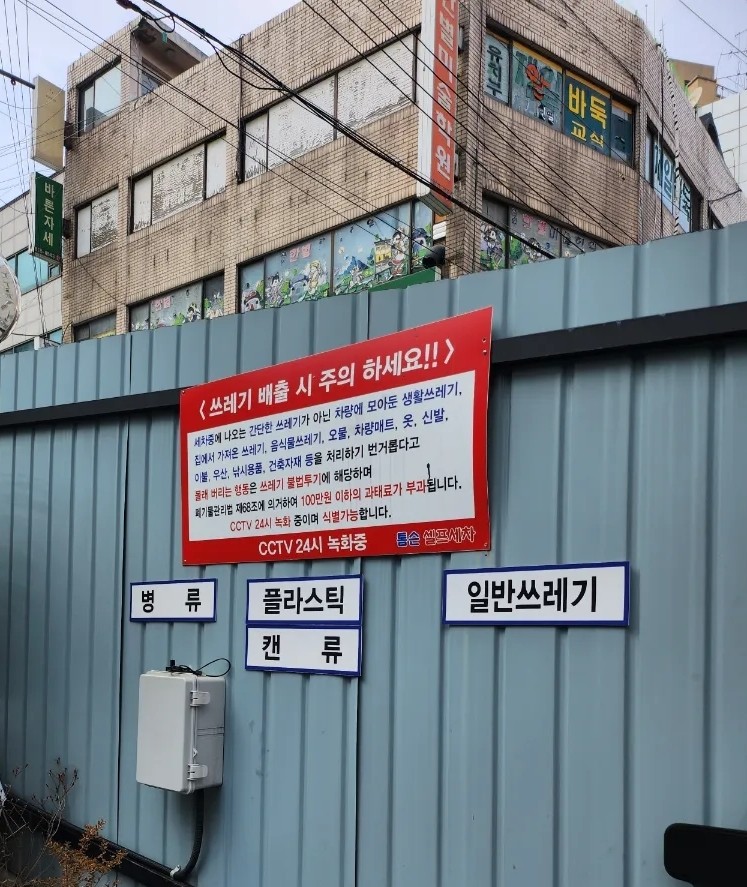 미술학원
유치부
바둑
교실
바른자세
한별
< 쓰레기 배출 시 주의 하세요!! >
세차중에 나오는 간단한 쓰레기가 아닌 차량에 모아둔 생활쓰레기,
집에서 가져온 쓰레기, 음식물쓰레기, 오물, 차량매트, 옷, 신발,
이불, 우산, 낚시용품, 건축자재 등을 처리하기 번거롭다고
몰래 버리는 행동은 쓰레기 불법투기에 해당하며
폐기물관리법 제68조에 의거하여 100만원 이하의 과태료가 부과됩니다.
CCTV 24시 녹화 중이며 식별가능합니다.
CCTV 24시 녹화중
톰슨 셀프세차
병 류
플라스틱
캔 류
일반쓰레기